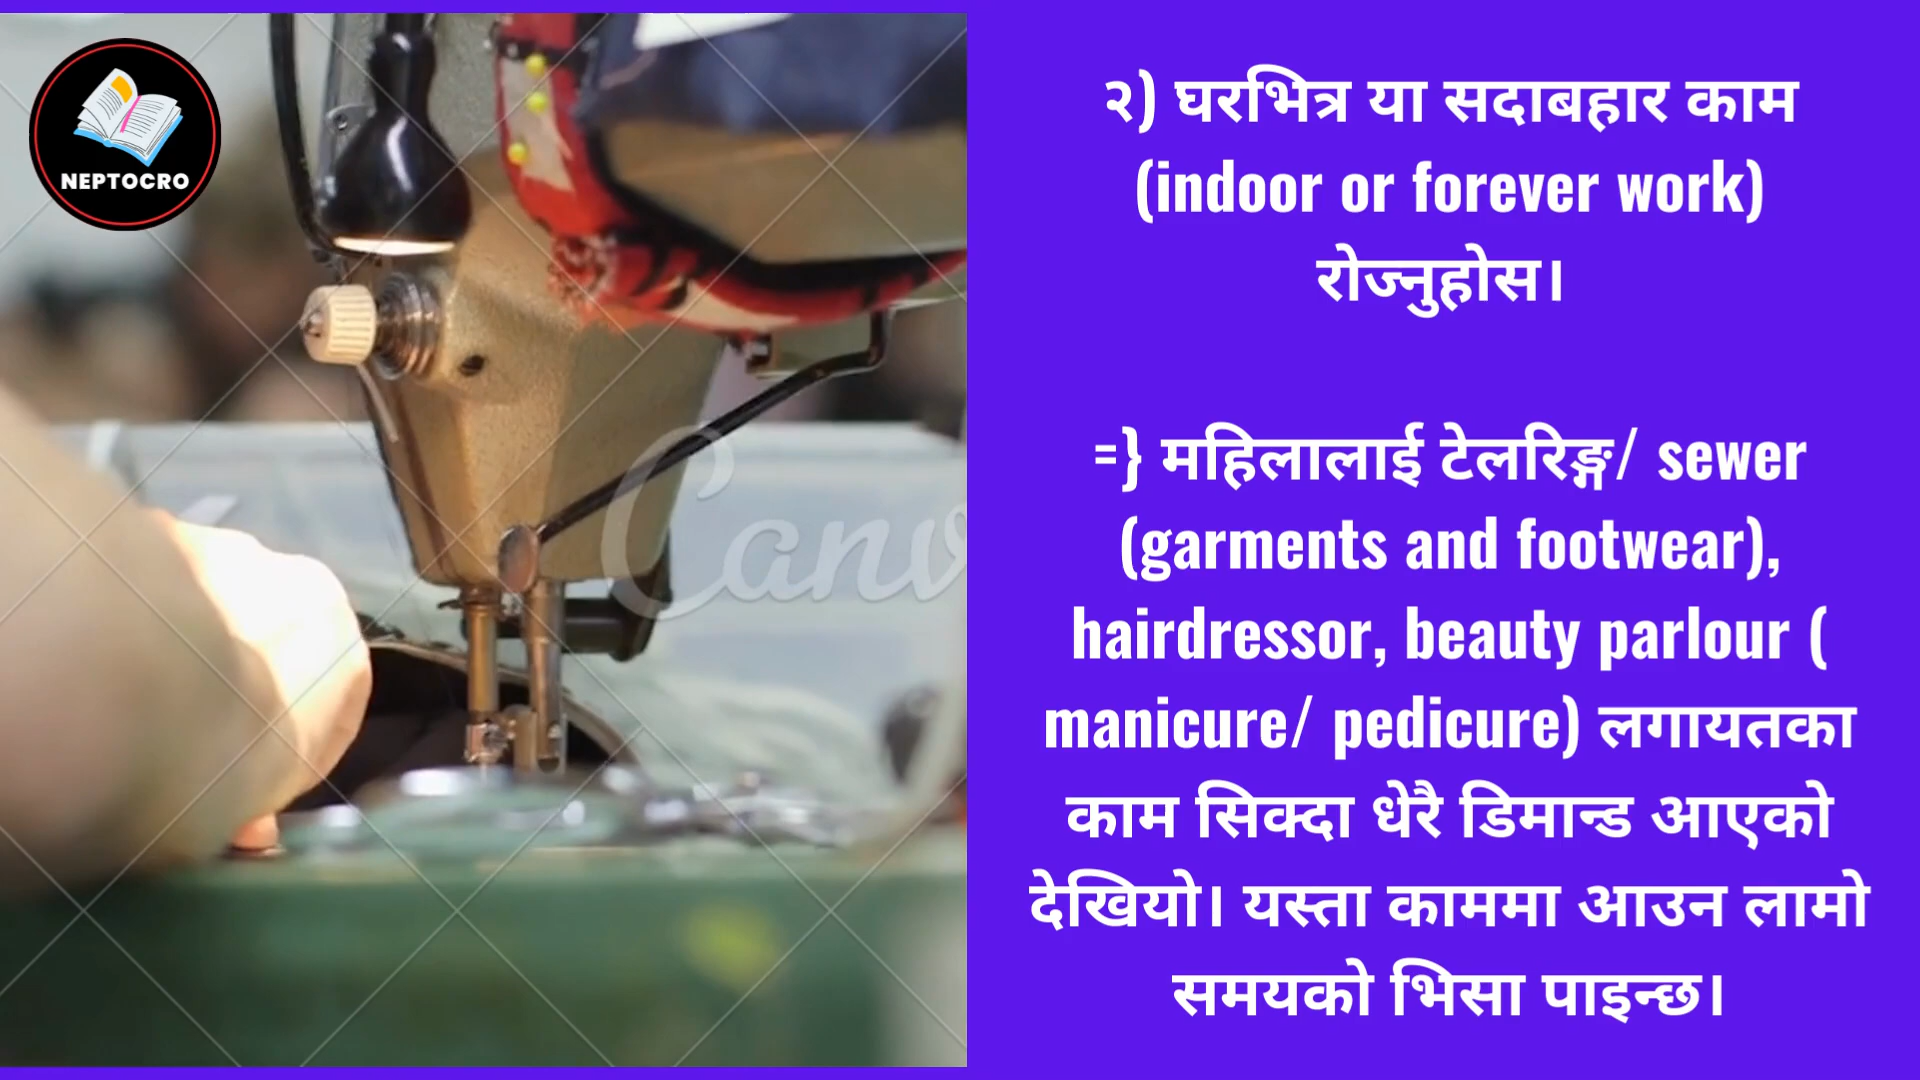 NEPTOCRO
Canv
२) घरभित्र या सदाबहार काम
(indoor or forever work)
रोज्नुहोस।
=} महिलालाई टेलरिङ्ग/ sewer
(garments and footwear),
hairdressor, beauty parlour (
manicure/ pedicure) लगायतका
काम सिक्दा धेरै डिमान्ड आएको
देखियो। यस्ता काममा आउन लामो
समयको भिसा पाइन्छ।